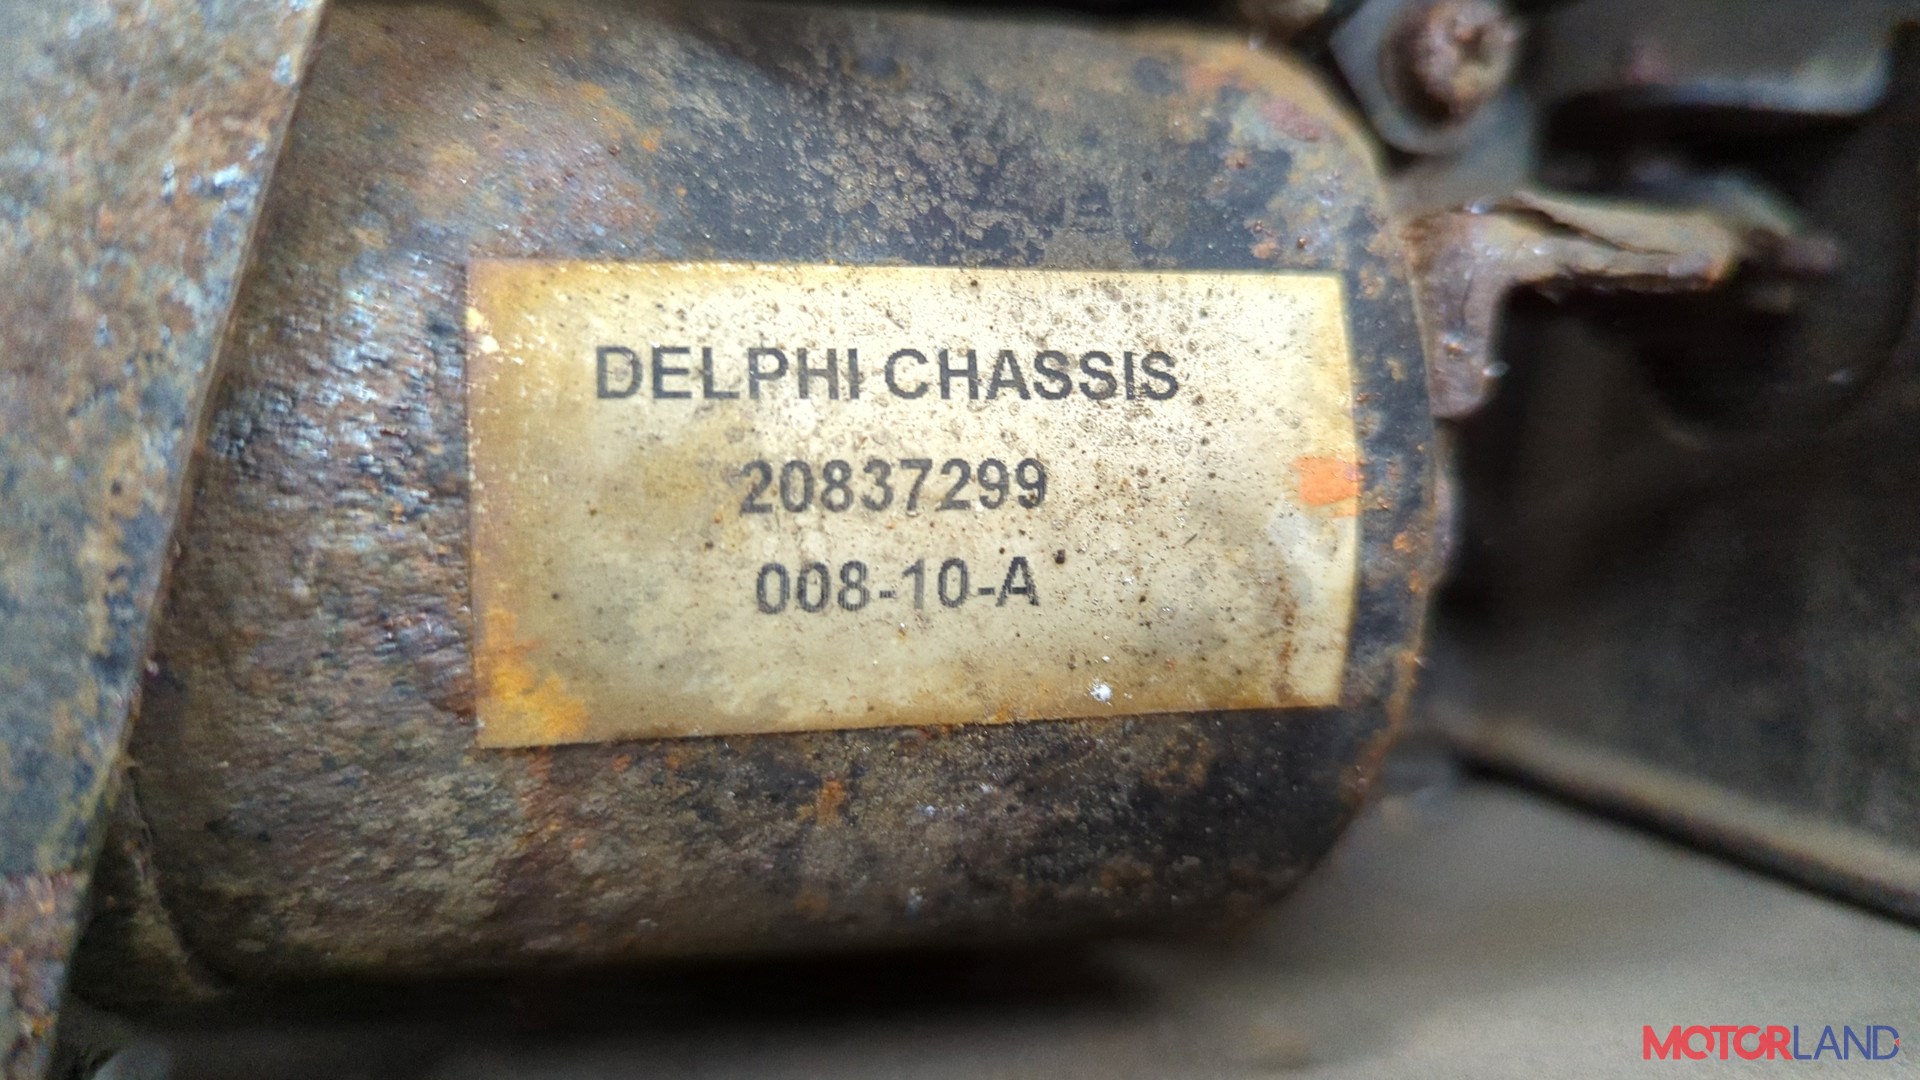 DELPHI CHASSIS
20837299
008-10-A
MOTORLAND